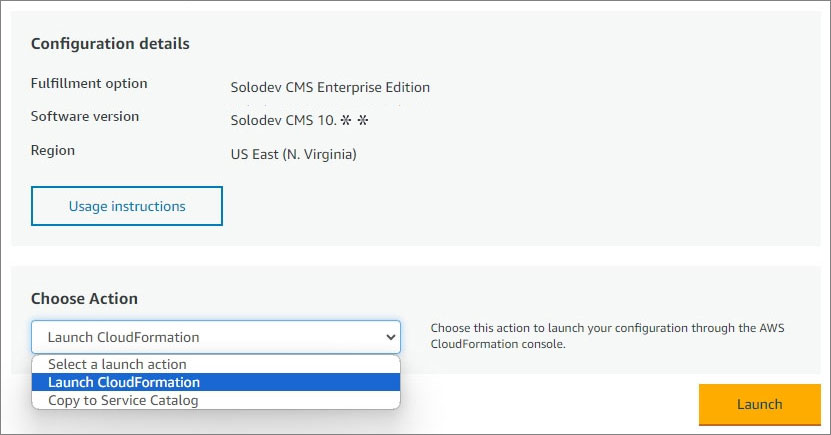 Configuration details
Fulfillment option Solodev CMS Enterprise Edition
Software version Solodev CMS 10. * *
Region US East (N. Virginia)
Usage instructions
Choose Action
Launch CloudFormation
Choose this action to launch your configuration through the AWS
CloudFormation console.
Select a launch action
Launch CloudFormation
Copy to Service Catalog
Launch